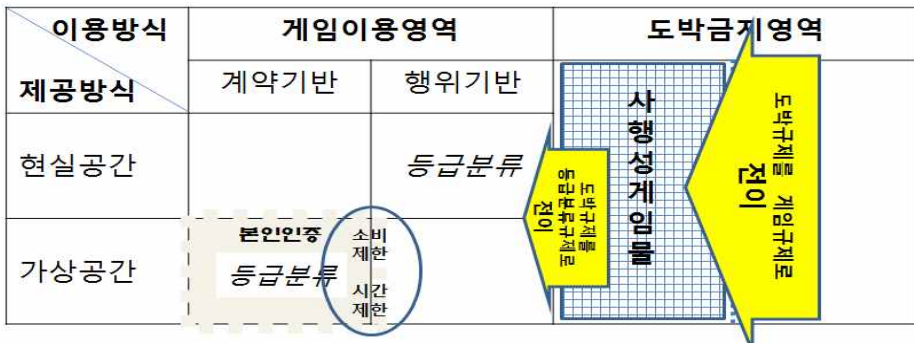 이용방식 게임이용영역 도박금지영역
제공방식 계약기반 행위기반
현실공간 등급분류
가상공간
본인인증
등급분류
소비
제한
시간
제한
도박규제를
등급분류규제로
전이
사행성게임물
도박규제를 게임규제로
전이